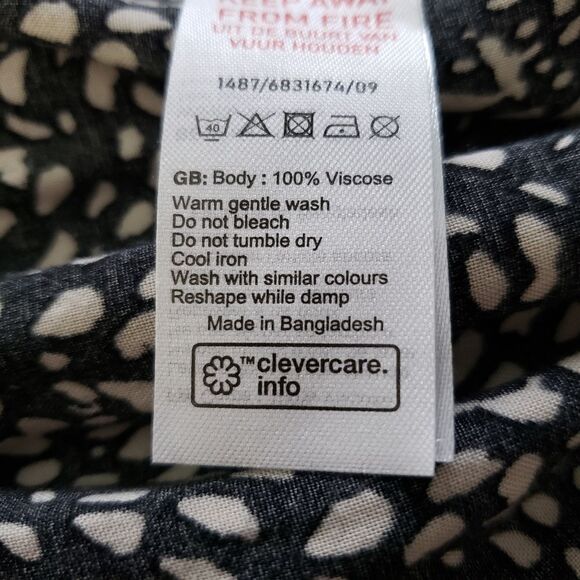 KEEP AWAY
FROM FIRE
UIT DE BUURT VAN
VUUR HOUDEN
1487/6831674/09
40
GB: Body : 100% Viscose
Warm gentle wash
Do not bleach
Do not tumble dry
Cool iron
Wash with similar colours
Reshape while damp
Made in Bangladesh
™clevercare.
info